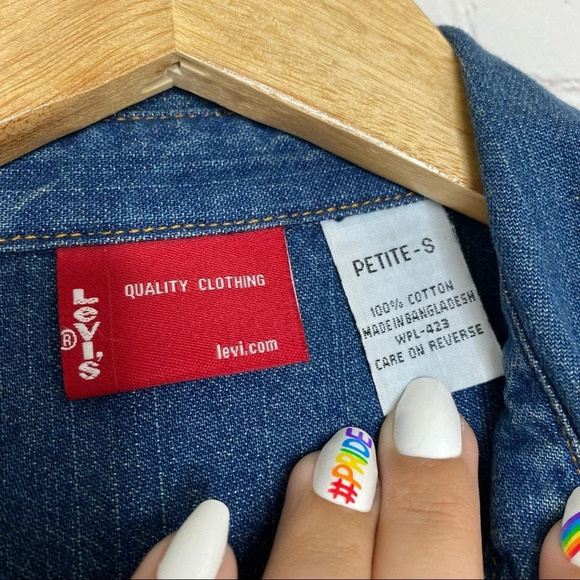 LeVI'S
®
QUALITY CLOTHING
levi.com
PETITE-S
100% COTTON
MADE IN BANGLADESH
WPL-423
CARE ON REVERSE
#PRIDE